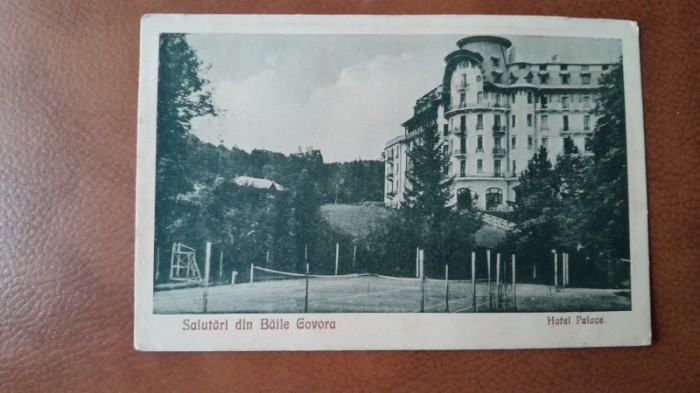 Salutări din Băile Govora
Hotel Palace